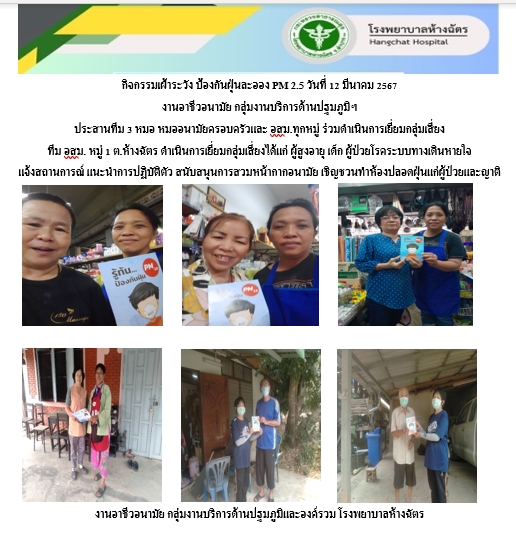 โรงพยาบาลห้างฉัตร
Hangchat Hospital
กิจกรรมเฝ้าระวัง ป้องกันฝุ่นละออง PM 2.5 วันที่ 12 มีนาคม 2567
งานอาชีวอนามัย กลุ่มงานบริการด้านปฐมภูมิฯ
ประสานทีม 3 หมอ หมออนามัยครอบครัวและ อสม.ทุกหมู่ ร่วมดำเนินการเยี่ยมกลุ่มเสี่ยง
ทีม อสม. หมู่ 1 ต.ห้างฉัตร ดำเนินการเยี่ยมกลุ่มเสี่ยงได้แก่ ผู้สูงอายุ เด็ก ผู้ป่วยโรคระบบทางเดินหายใจ
แจ้งสถานการณ์ แนะนำการปฏิบัติตัว สนับสนุนการสวมหน้ากากอนามัย เชิญชวนทำห้องปลอดฝุ่นแก่ผู้ป่วยและญาติ
รู้ทัน...
ป้องกันฝุ่น
PM
PM
งานอาชีวอนามัย กลุ่มงานบริการด้านปฐมภูมิและองค์รวม โรงพยาบาลห้างฉัตร